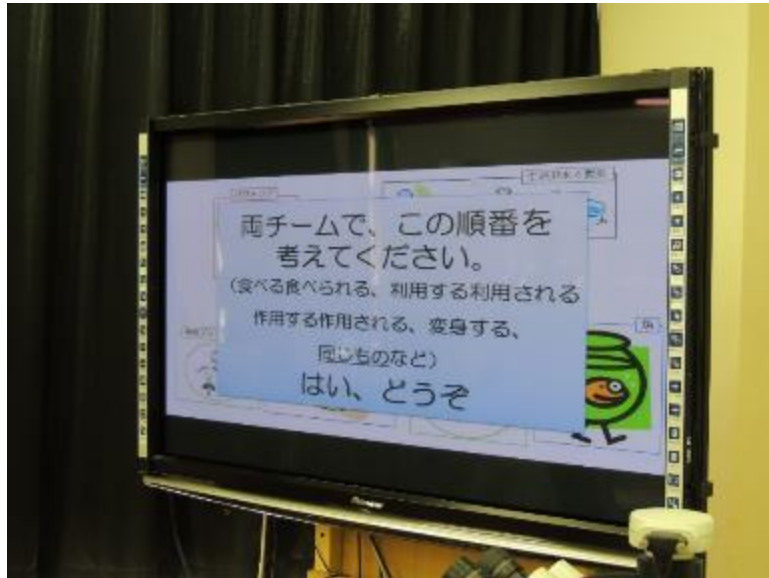 両チームで、この順番を
考えてください。
（食べる食べられる、利用する利用される
作用する作用される、変身する、
同じものなど）
はい、どうぞ